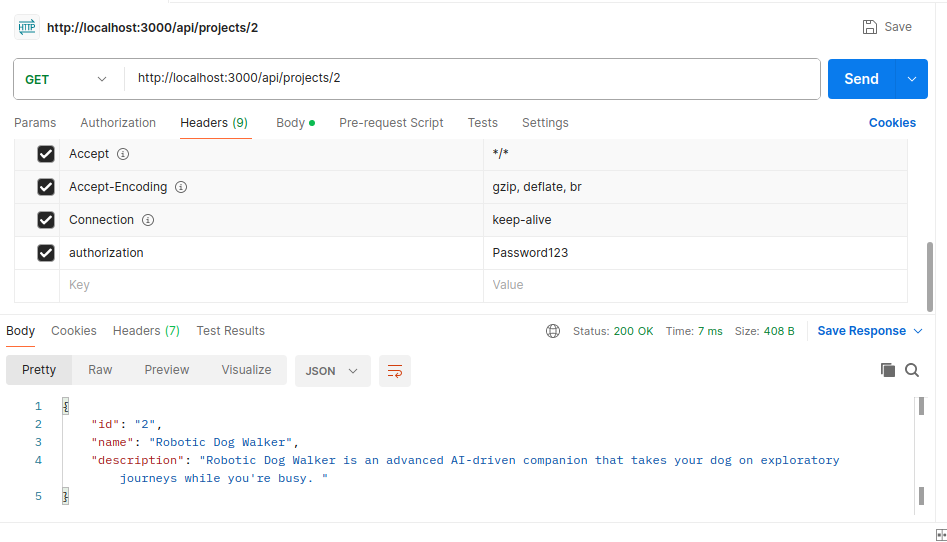 HTTP http://localhost:3000/api/projects/2 Save
GET http://localhost:3000/api/projects/2 Send
Params Authorization Headers (9) Body Pre-request Script Tests Settings Cookies
Accept */*
Accept-Encoding gzip, deflate, br
Connection keep-alive
authorization Password123
Key Value
Body Cookies Headers (7) Test Results Status: 200 OK Time: 7 ms Size: 408 B Save Response
Pretty Raw Preview Visualize JSON
1 {
2 "id": "2",
3 "name": "Robotic Dog Walker",
4 "description": "Robotic Dog Walker is an advanced AI-driven companion that takes your dog on exploratory
journeys while you're busy. "
5 }